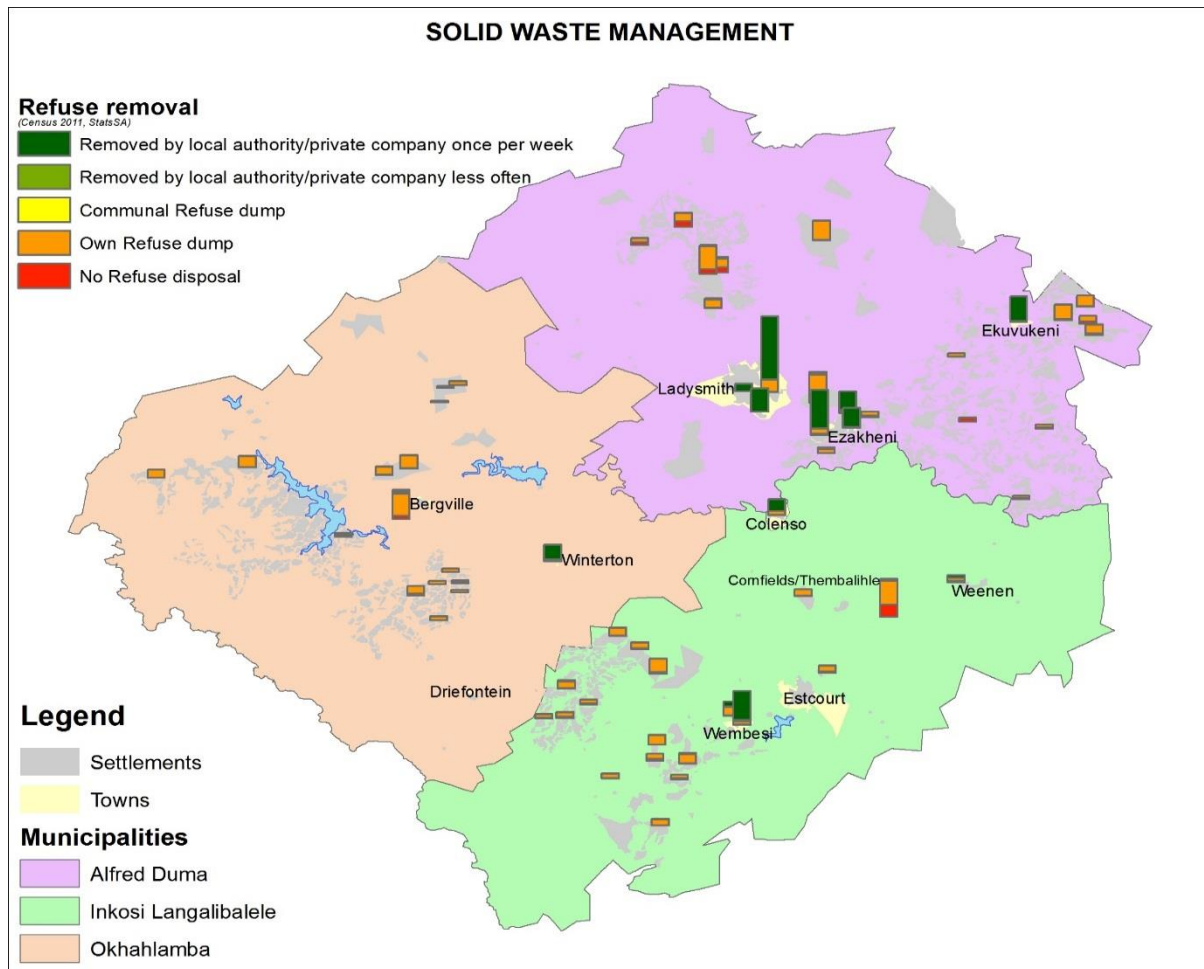 SOLID WASTE MANAGEMENT
Refuse removal
(Census 2011, StatsSA)
Removed by local authority/private company once per week
Removed by local authority/private company less often
Communal Refuse dump
Own Refuse dump
No Refuse disposal
Ekuvukeni
Ladysmith
Ezakheni
Bergville
Colenso
Winterton
Cornfields/Thembalihle
Weenen
Driefontein
Estcourt
Wembesi
Legend
Settlements
Towns
Municipalities
Alfred Duma
Inkosi Langalibalele
Okhahlamba